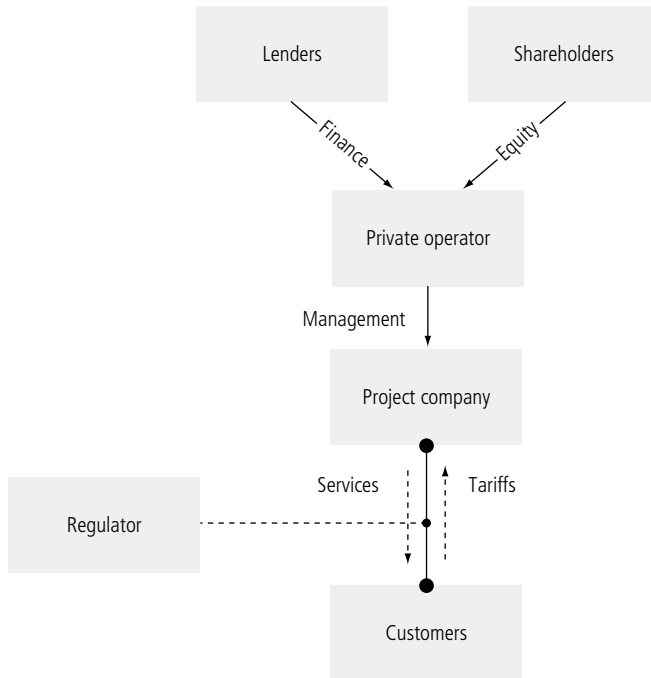 Lenders
Shareholders
Finance
Equity
Private operator
Management
Project company
Services
Tariffs
Regulator
Customers